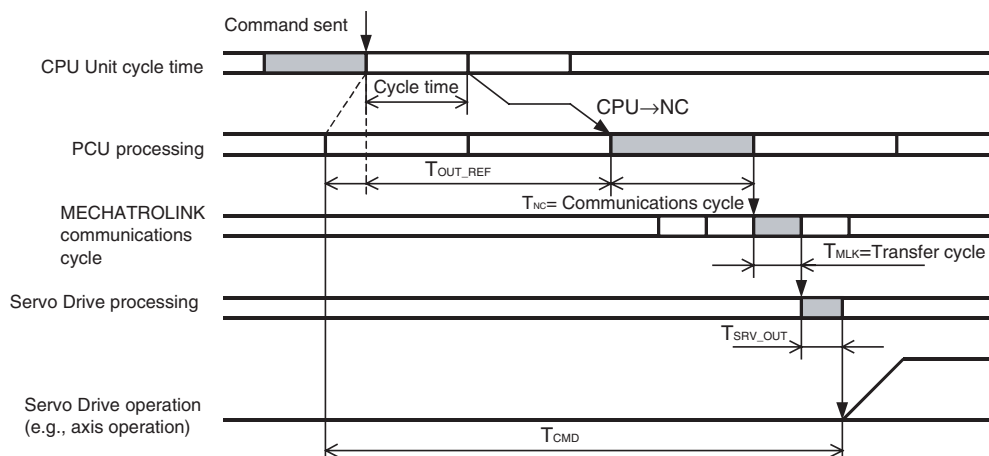 Command sent
CPU Unit cycle time
Cycle time
CPU→NC
PCU processing
TOUT_REF
TNC= Communications cycle
MECHATROLINK
communications
cycle
TMLK=Transfer cycle
Servo Drive processing
TSRV_OUT
Servo Drive operation
(e.g., axis operation)
TCMD